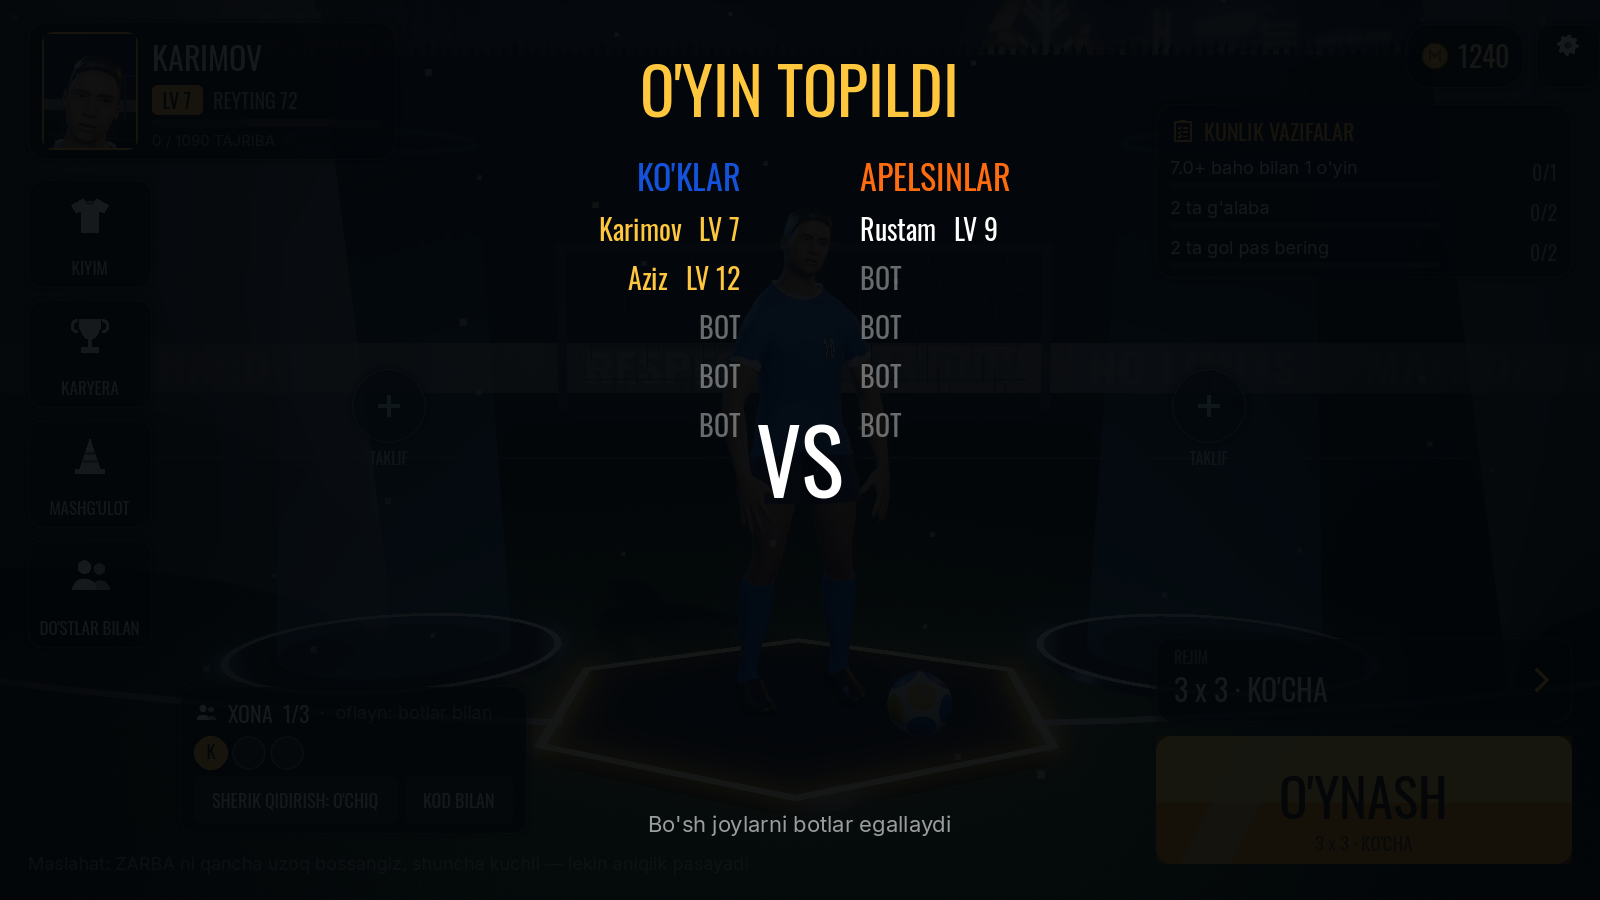 KARIMOV
LV 7 REYTING 72
0 / 1090 TAJRIBA
1240
O'YIN TOPILDI
KUNLIK VAZIFALAR
7.0+ baho bilan 1 o'yin 0/1
2 ta g'alaba 0/2
2 ta gol pas bering 0/2
KO'KLAR
Karimov LV 7
Aziz LV 12
BOT
BOT
BOT
VS
APELSINLAR
Rustam LV 9
BOT
BOT
BOT
BOT
KIYIM
KARYERA
MASHG'ULOT
DO'STLAR BILAN
TAKLIF
TAKLIF
XONA 1/3 · oflayn: botlar bilan
K
SHERIK QIDIRISH: O'CHIQ
KOD BILAN
Bo'sh joylarni botlar egallaydi
REJIM
3 x 3 · KO'CHA
O'YNASH
3 x 3 · KO'CHA
Maslahat: ZARBA ni qancha uzoq bossangiz, shuncha kuchli — lekin aniqlik pasayadi